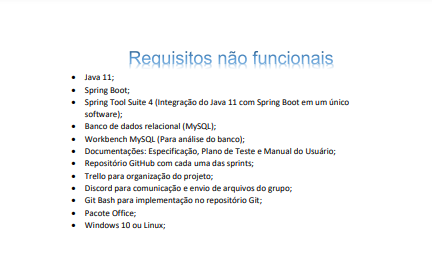 Requisitos não funcionais
• Java 11;
• Spring Boot;
• Spring Tool Suite 4 (Integração do Java 11 com Spring Boot em um único
software);
• Banco de dados relacional (MySQL);
• Workbench MySQL (Para análise do banco);
• Documentações: Especificação, Plano de Teste e Manual do Usuário;
• Repositório GitHub com cada uma das sprints;
• Trello para organização do projeto;
• Discord para comunicação e envio de arquivos do grupo;
• Git Bash para implementação no repositório Git;
• Pacote Office;
• Windows 10 ou Linux;